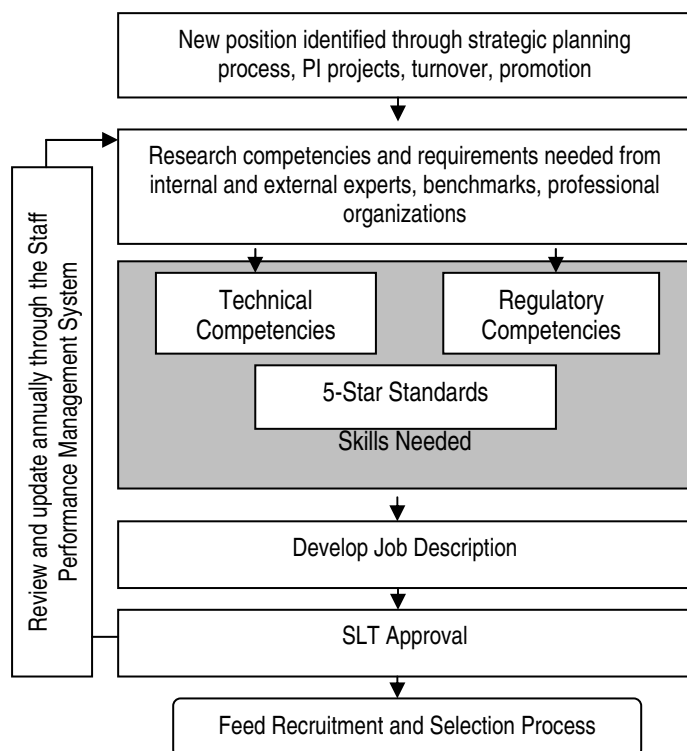 New position identified through strategic planning
process, PI projects, turnover, promotion
Research competencies and requirements needed from
internal and external experts, benchmarks, professional
organizations
Review and update annually through the Staff
Performance Management System
Technical
Competencies
Regulatory
Competencies
5-Star Standards
Skills Needed
Develop Job Description
SLT Approval
Feed Recruitment and Selection Process